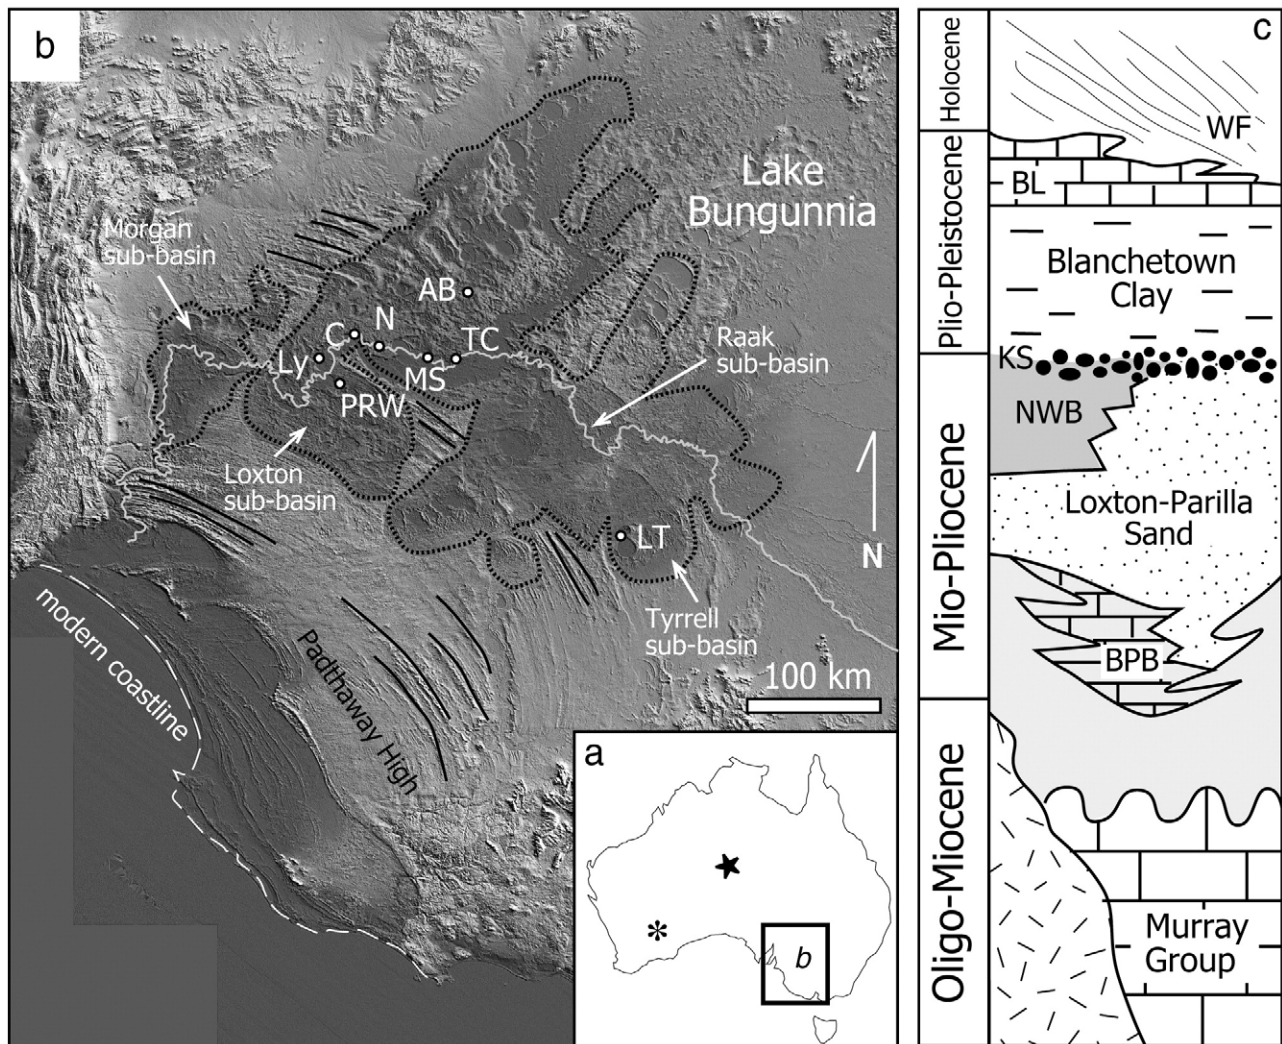 b
Lake
Bungunnia
Morgan
sub-basin
AB
C
N
Ly
MS
TC
PRW
Raak
sub-basin
Loxton
sub-basin
N
LT
Tyrrell
sub-basin
100 km
modern coastline
Padthaway High
a
*
b
c
Holocene
WF
Plio-Pleistocene
BL
Blanchetown
Clay
KS
NWB
Mio-Pliocene
Loxton-Parilla
Sand
BPB
Oligo-Miocene
Murray
Group